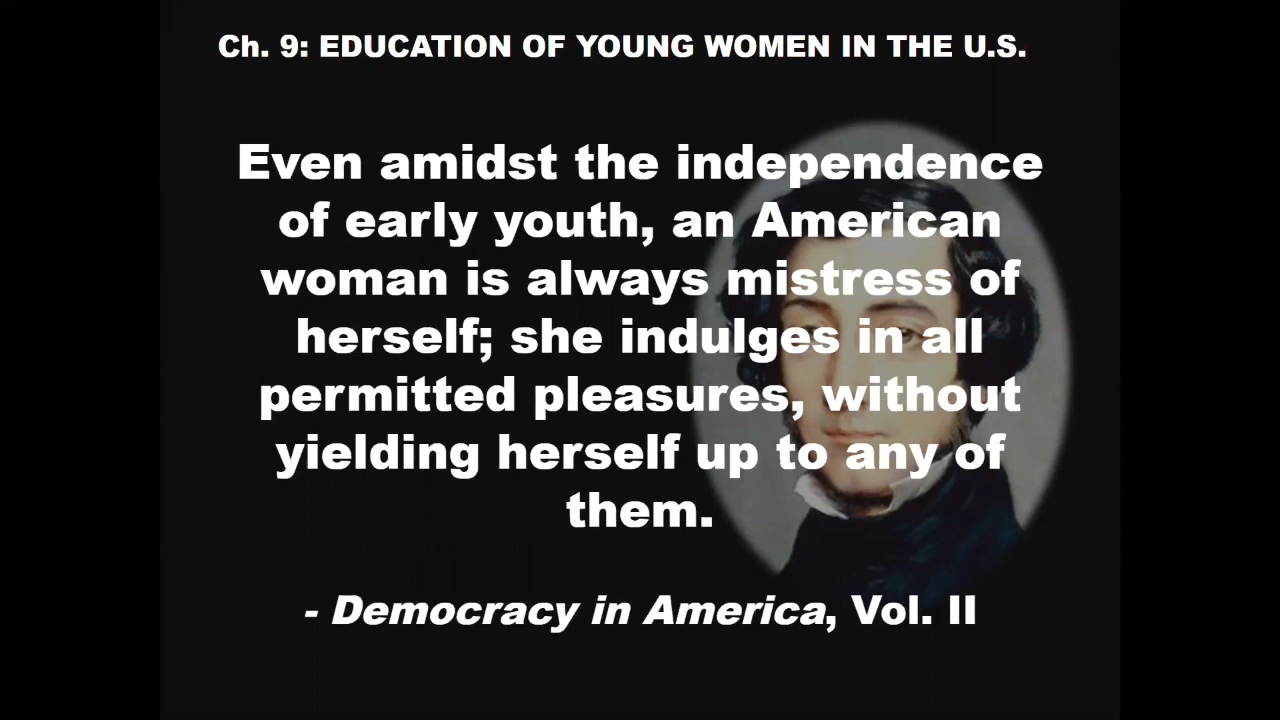 Ch. 9: EDUCATION OF YOUNG WOMEN IN THE U.S.
Even amidst the independence
of early youth, an American
woman is always mistress of
herself; she indulges in all
permitted pleasures, without
yielding herself up to any of
them.
- Democracy in America, Vol. II